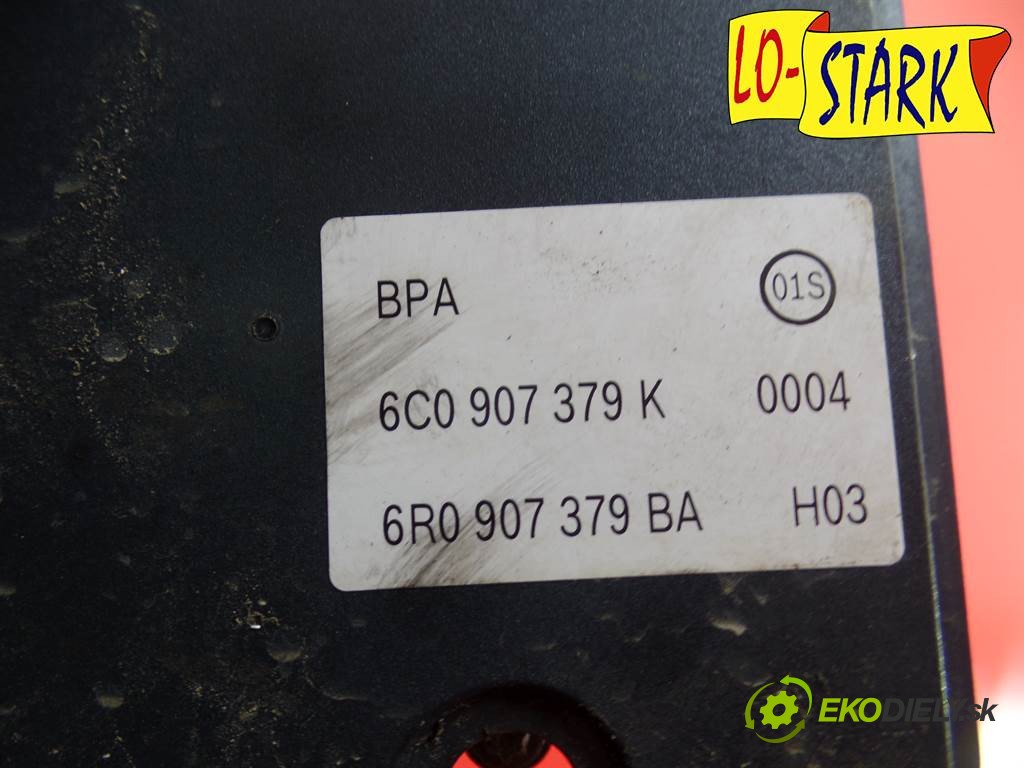 LO-STARK
BPA 01S
6C0 907 379 K 0004
6R0 907 379 BA H03
EKODIELY.sk